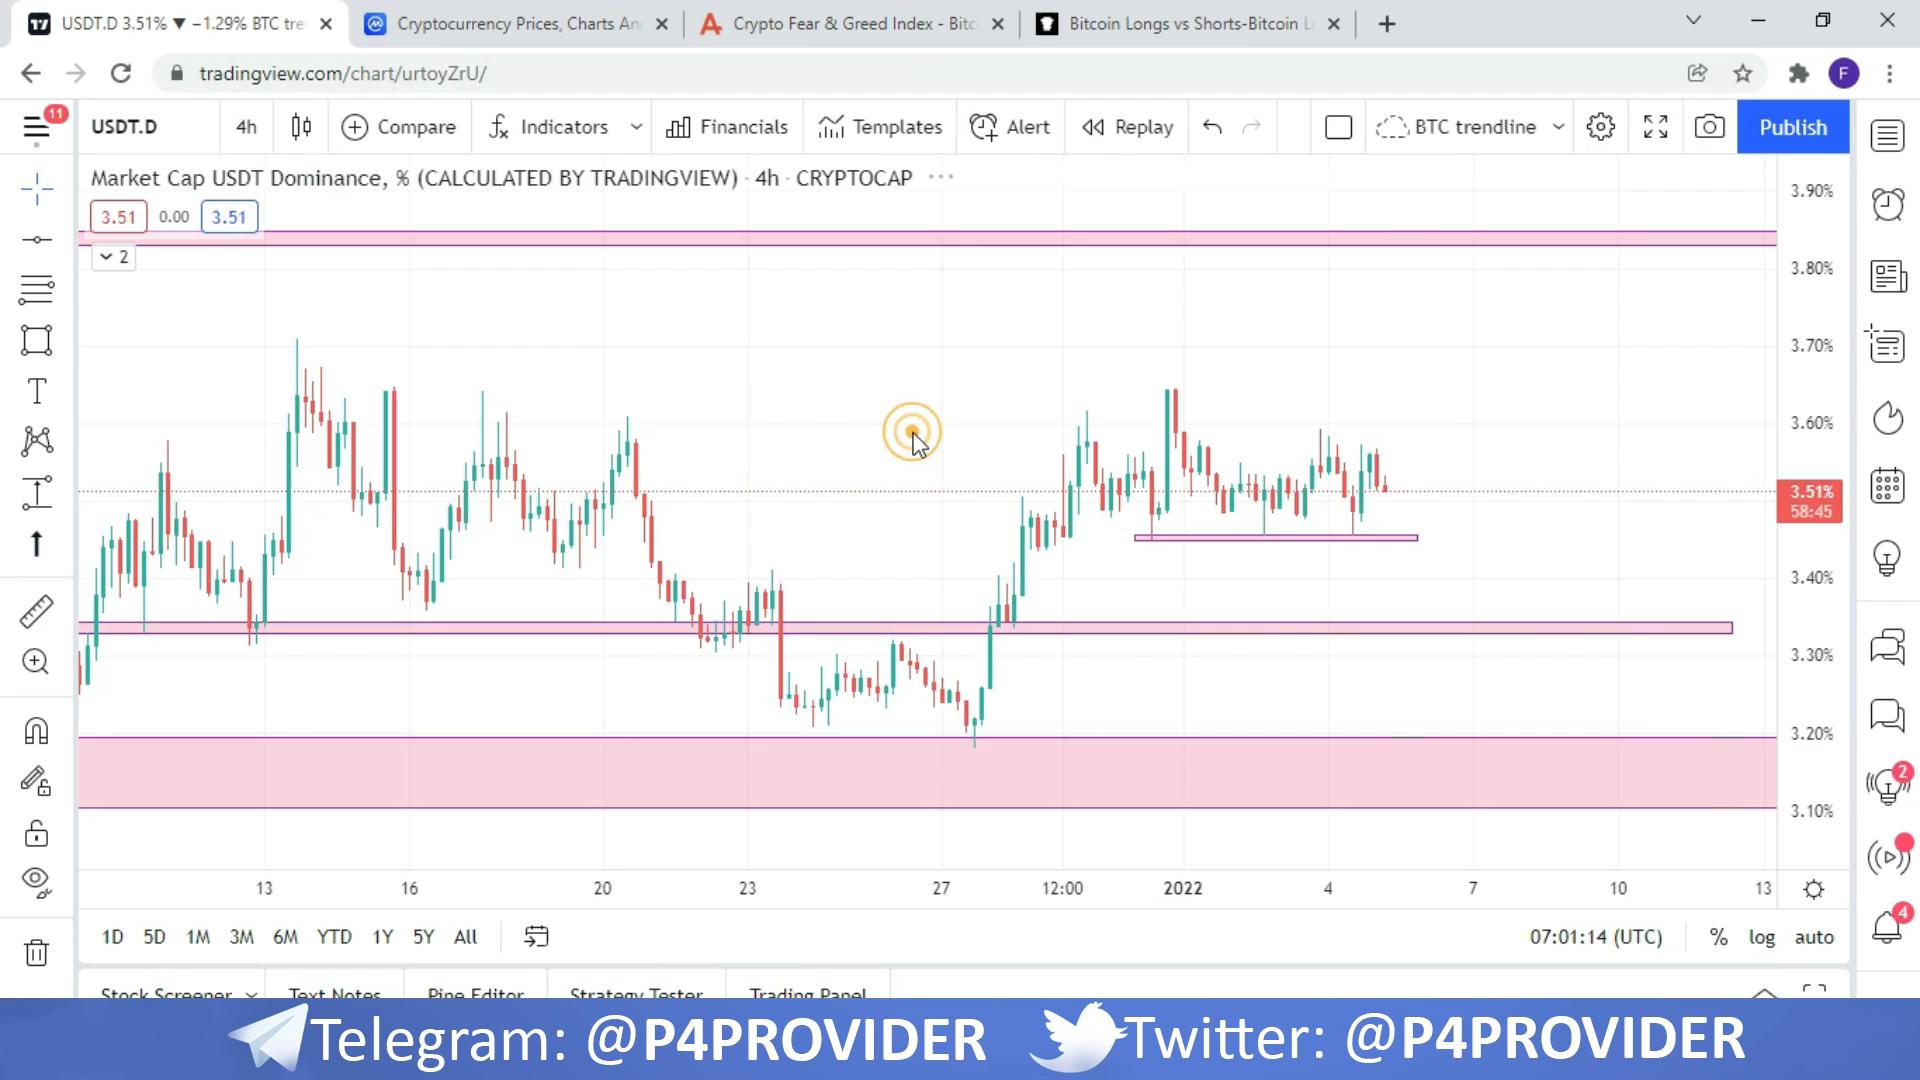 USDT.D 3.51% ▼ −1.29% BTC tre
Cryptocurrency Prices, Charts An
Crypto Fear & Greed Index - Bitc
Bitcoin Longs vs Shorts-Bitcoin L
tradingview.com/chart/urtoyZrU/
F
11
USDT.D
4h
Compare
Indicators
Financials
Templates
Alert
Replay
BTC trendline
Publish
Market Cap USDT Dominance, % (CALCULATED BY TRADINGVIEW) · 4h · CRYPTOCAP ···
3.51 0.00 3.51
2
3.90%
3.80%
3.70%
3.60%
3.51%
58:45
3.40%
3.30%
3.20%
3.10%
2
4
13 16 20 23 27 12:00 2022 4 7 10 13
1D 5D 1M 3M 6M YTD 1Y 5Y All
07:01:14 (UTC) % log auto
Stock Screener Text Notes Pine Editor Strategy Tester Trading Panel
Telegram: @P4PROVIDER
Twitter: @P4PROVIDER